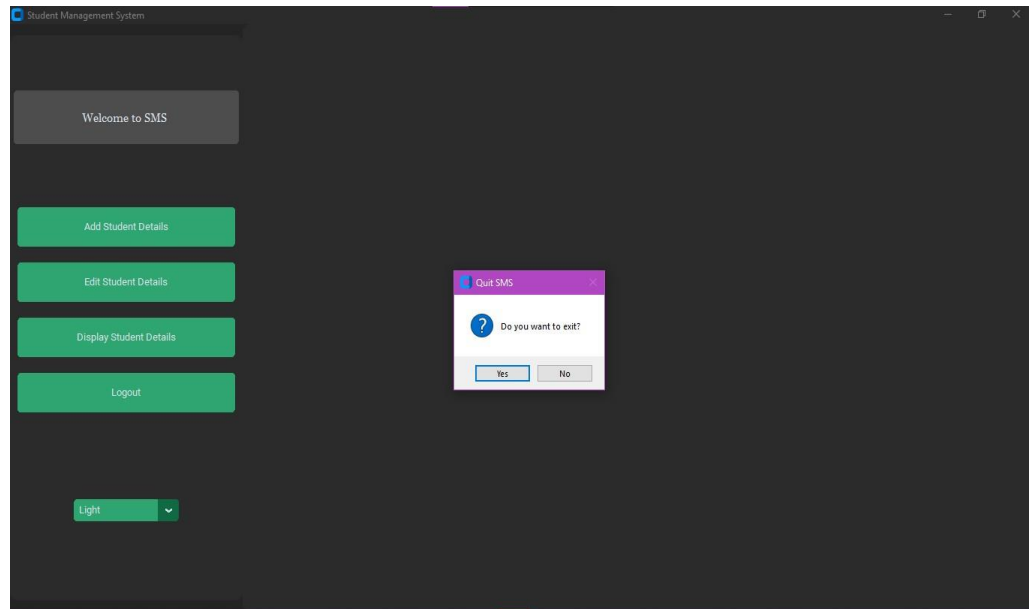 Student Management System
Welcome to SMS
Add Student Details
Edit Student Details
Display Student Details
Logout
Light
Quit SMS
Do you want to exit?
Yes No